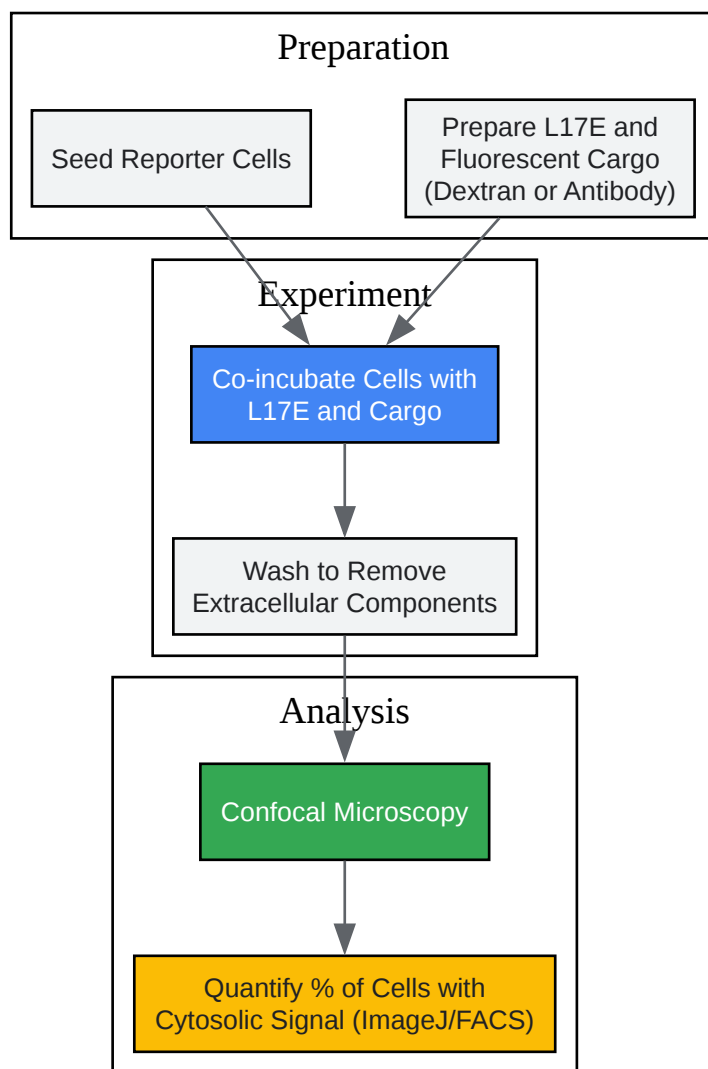 Preparation
Seed Reporter Cells
Prepare L17E and
Fluorescent Cargo
(Dextran or Antibody)
Experiment
Co-incubate Cells with
L17E and Cargo
Wash to Remove
Extracellular Components
Analysis
Confocal Microscopy
Quantify % of Cells with
Cytosolic Signal (ImageJ/FACS)